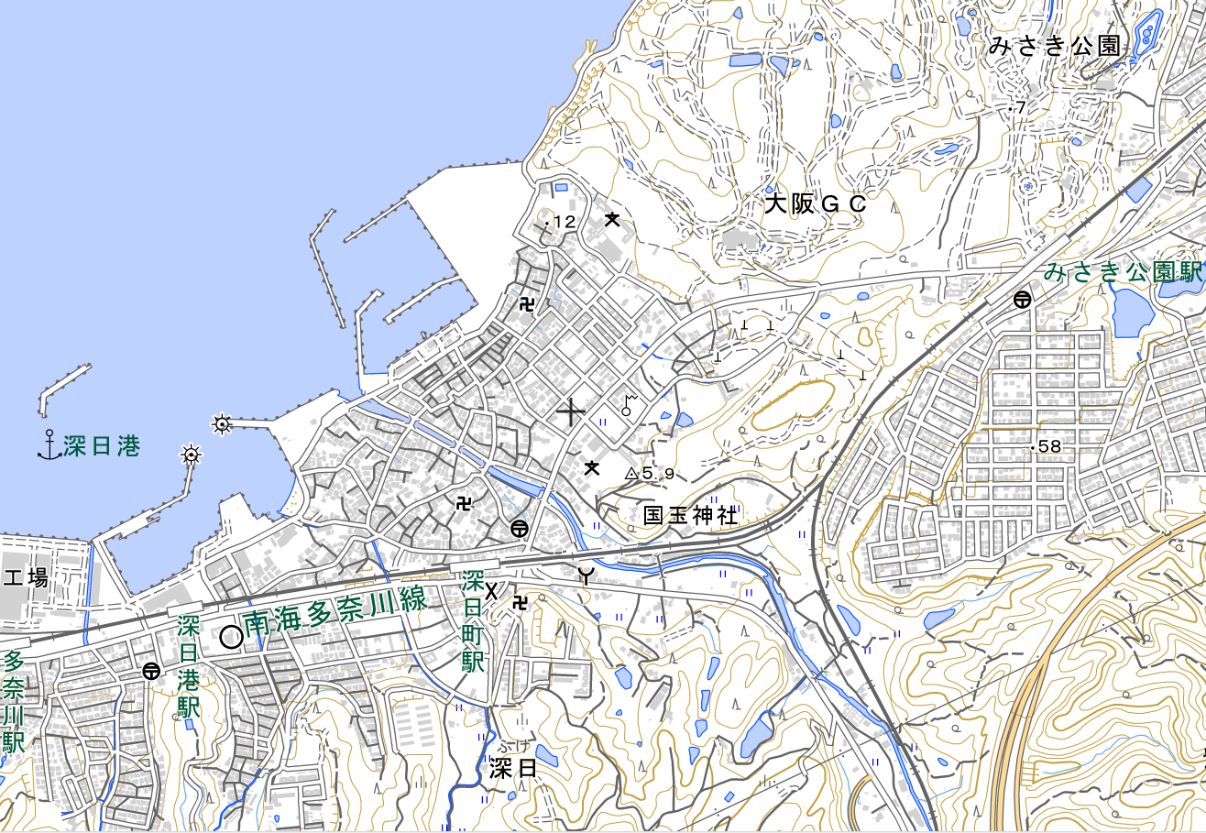 みさき公園
・7
大阪ＧＣ
・12
みさき公園駅
深日港
・58
5.9
国玉神社
工場
南海多奈川線
深日町駅
深日港駅
多奈川駅
ふけ
深日